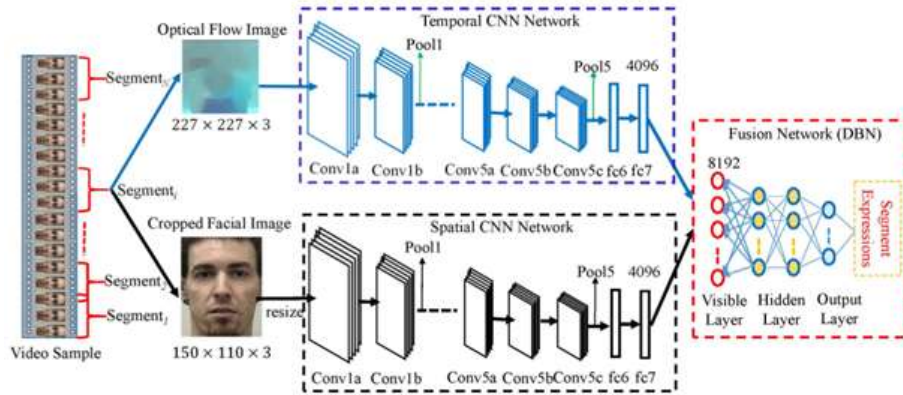 Temporal CNN Network
Optical Flow Image
Pool1
Segment_N
Pool5
4096
227 × 227 × 3
Conv1a
Conv1b
Conv5a
Conv5b
Conv5c
fc6
fc7
Fusion Network (DBN)
8192
Segment_i
Cropped Facial Image
Spatial CNN Network
Pool1
Segment
Expressions
Segment_2
Pool5
4096
resize
Segment_1
Visible
Layer
Hidden
Layer
Output
Layer
Video Sample
150 × 110 × 3
Conv1a
Conv1b
Conv5a
Conv5b
Conv5c
fc6
fc7